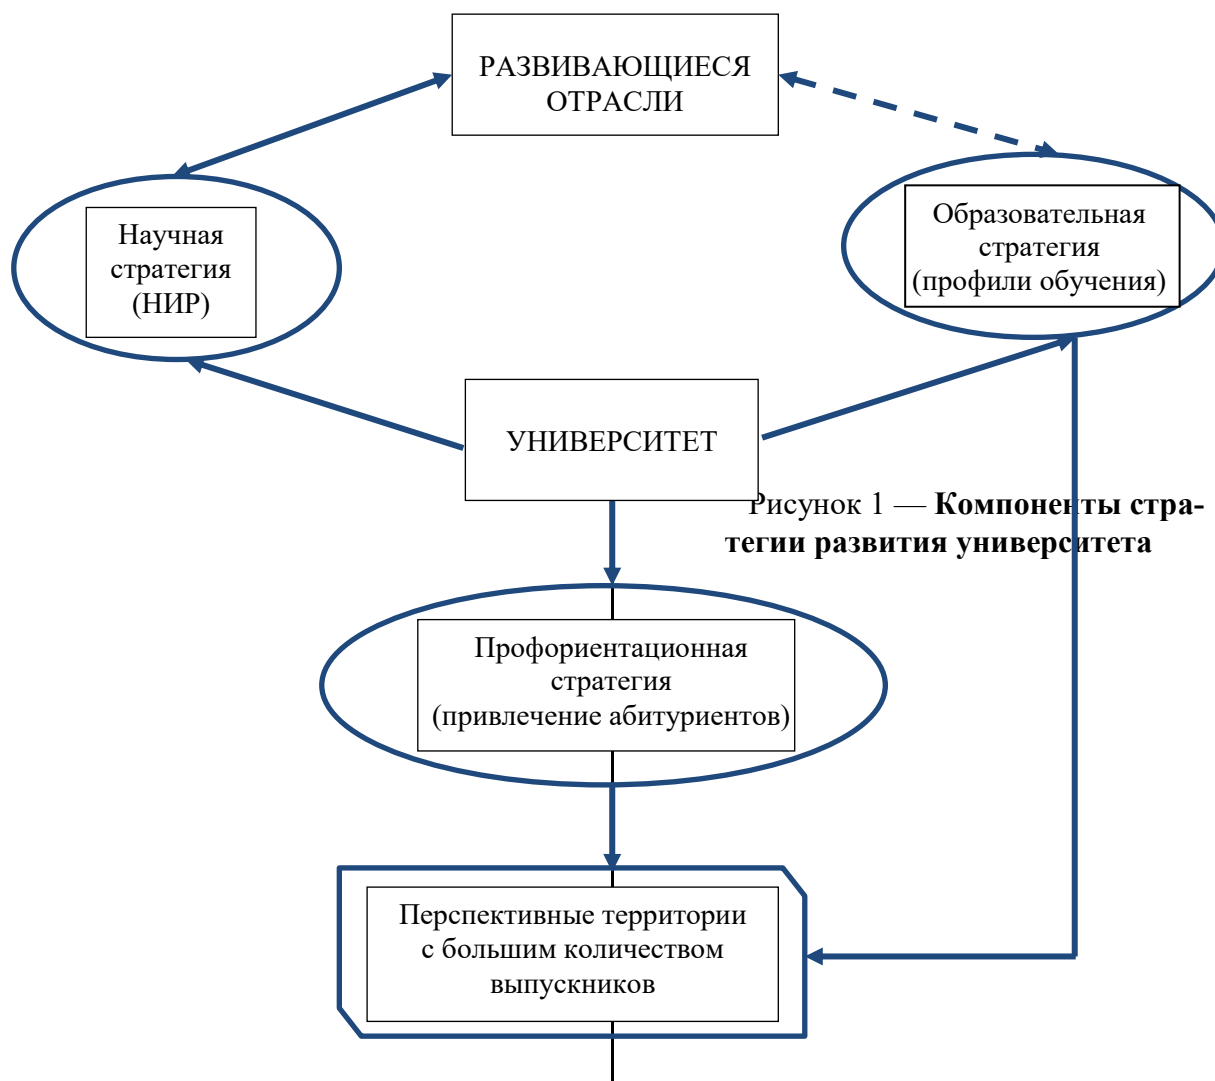 РАЗВИВАЮЩИЕСЯ
ОТРАСЛИ
Научная
стратегия
(НИР)
Образовательная
стратегия
(профили обучения)
УНИВЕРСИТЕТ
Рисунок 1 — Компоненты стра-
тегии развития университета
Профориентационная
стратегия
(привлечение абитуриентов)
Перспективные территории
с большим количеством
выпускников